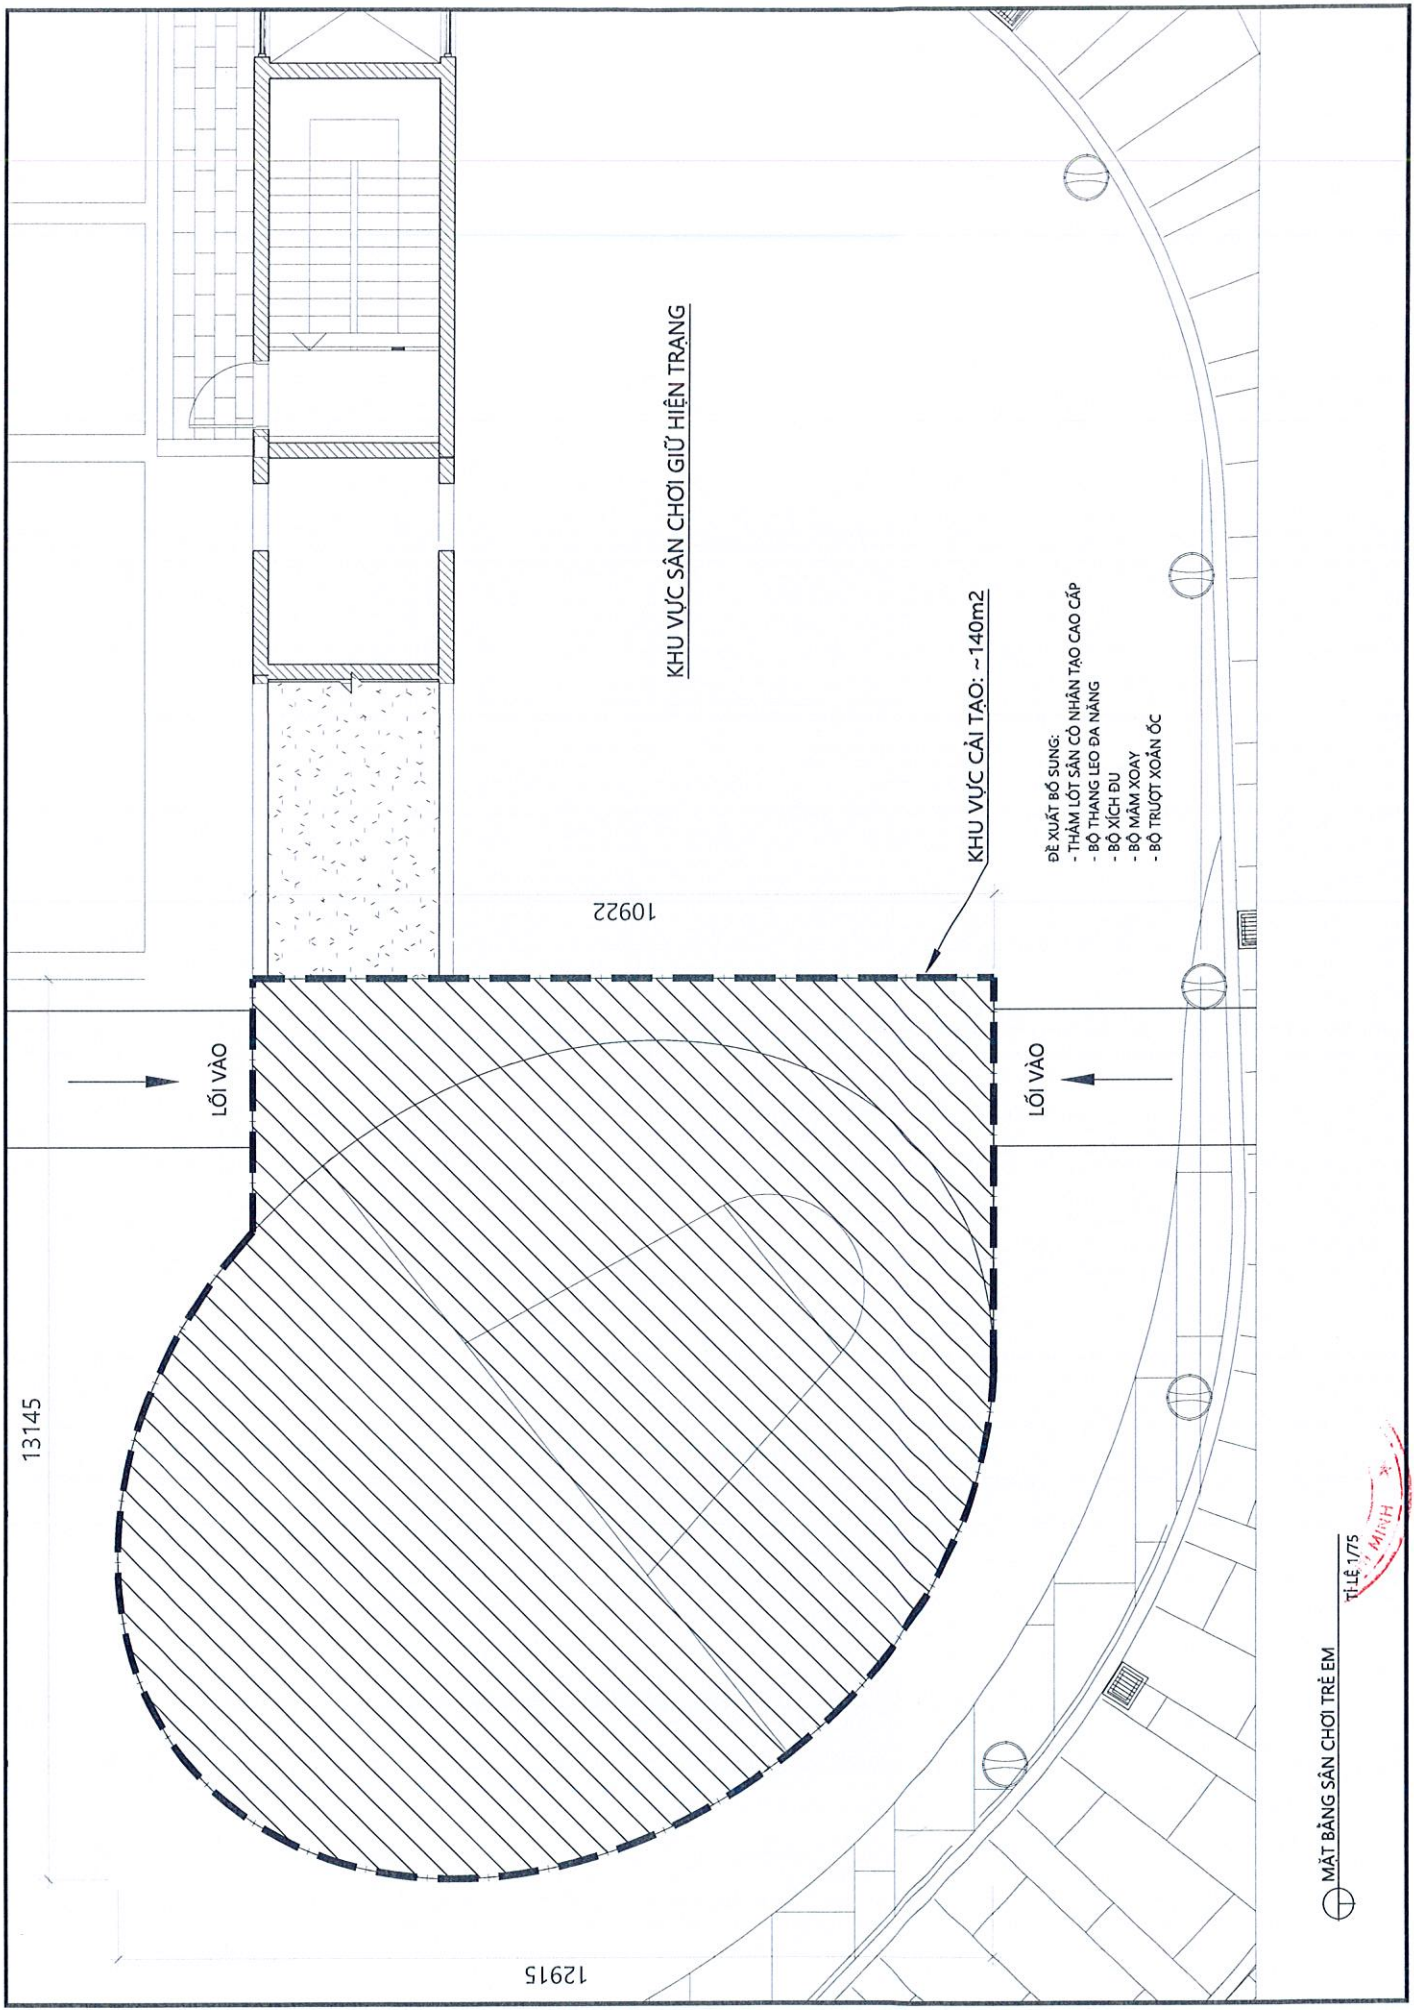 13145
LỐI VÀO
10922
KHU VỰC SÂN CHƠI GIỮ HIỆN TRẠNG
KHU VỰC CẢI TẠO: ~140m2
ĐỀ XUẤT BỔ SUNG:
- THẢM LÓT SÂN CỎ NHÂN TẠO CAO CẤP
- BỘ THANG LEO ĐA NĂNG
- BỘ XÍCH ĐU
- BỘ MÂM XOAY
- BỘ TRƯỢT XOẮN ỐC
LỐI VÀO
12915
MẶT BẰNG SÂN CHƠI TRẺ EM
TỈ LỆ 1/75
MINH